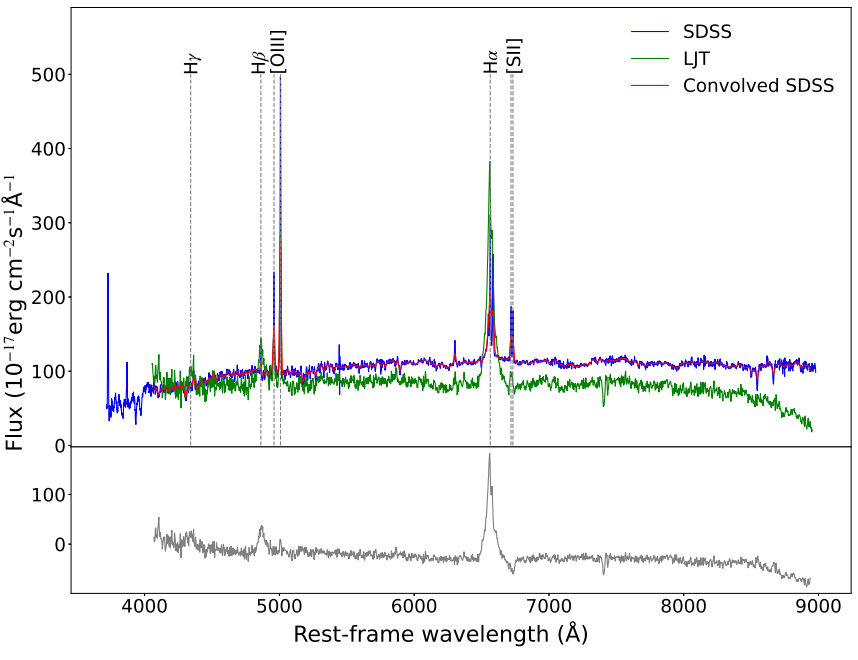 SDSS
LJT
Convolved SDSS
Hγ
Hβ
[OIII]
Hα
[SII]
500
400
300
200
100
0
100
0
Flux (10⁻¹⁷erg cm⁻²s⁻¹Å⁻¹
4000 5000 6000 7000 8000 9000
Rest-frame wavelength (Å)